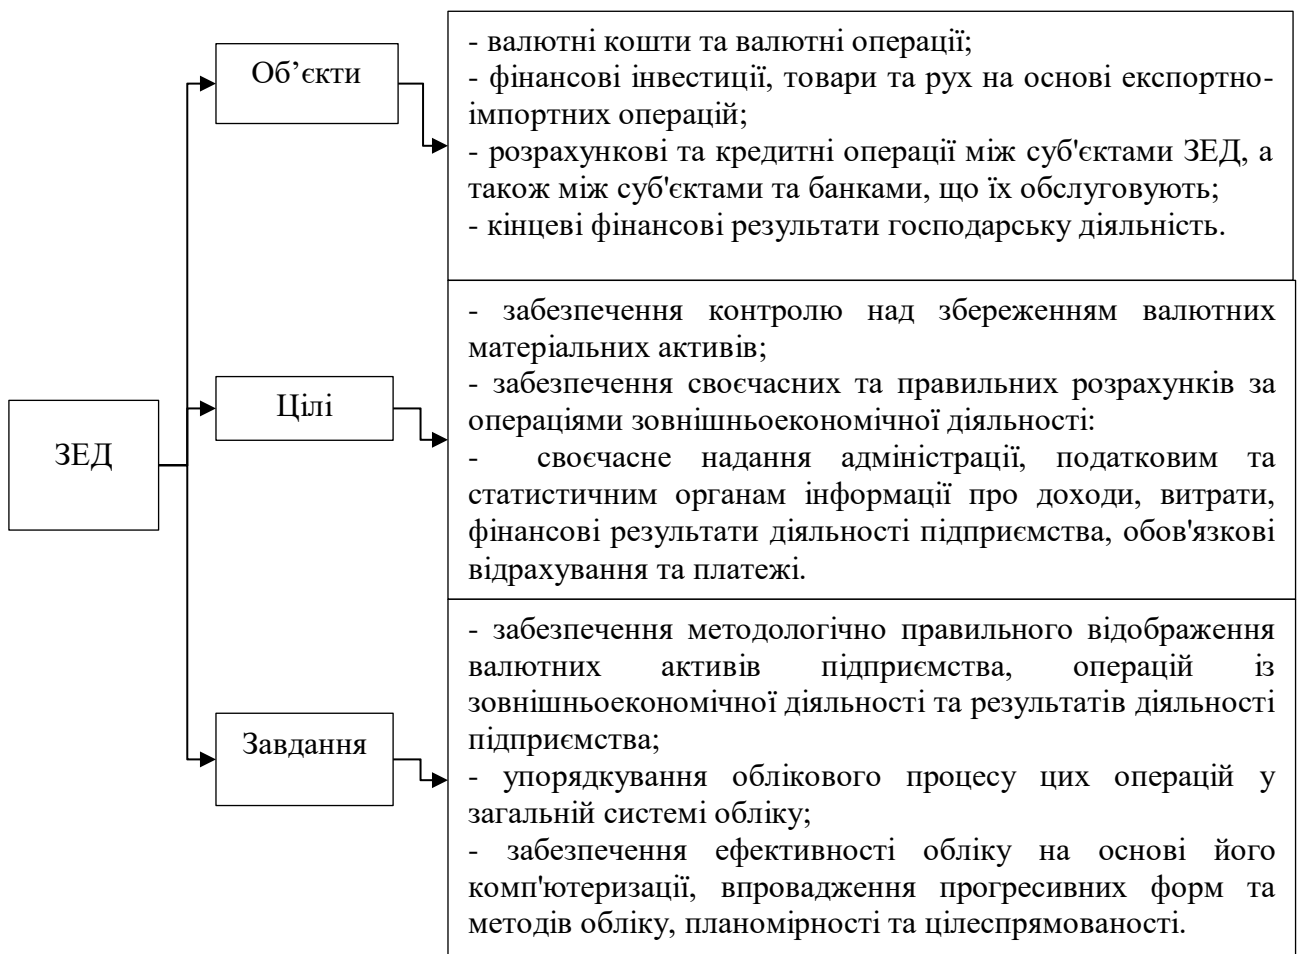 ЗЕД
Об’єкти
- валютні кошти та валютні операції;
- фінансові інвестиції, товари та рух на основі експортно-
імпортних операцій;
- розрахункові та кредитні операції між суб'єктами ЗЕД, а
також між суб'єктами та банками, що їх обслуговують;
- кінцеві фінансові результати господарську діяльність.
Цілі
- забезпечення контролю над збереженням валютних
матеріальних активів;
- забезпечення своєчасних та правильних розрахунків за
операціями зовнішньоекономічної діяльності:
- своєчасне надання адміністрації, податковим та
статистичним органам інформації про доходи, витрати,
фінансові результати діяльності підприємства, обов'язкові
відрахування та платежі.
Завдання
- забезпечення методологічно правильного відображення
валютних активів підприємства, операцій із
зовнішньоекономічної діяльності та результатів діяльності
підприємства;
- упорядкування облікового процесу цих операцій у
загальній системі обліку;
- забезпечення ефективності обліку на основі його
комп'ютеризації, впровадження прогресивних форм та
методів обліку, планомірності та цілеспрямованості.